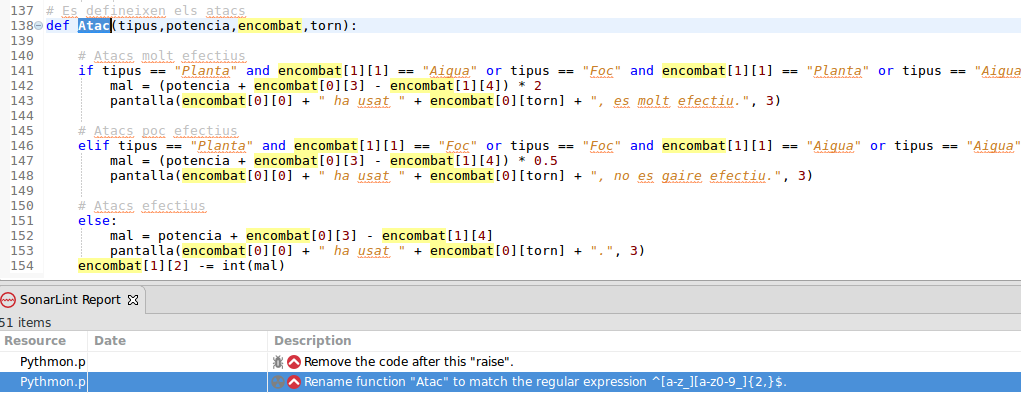 137 # Es defineixen els atacs
138 def Atac(tipus,potencia,encombat,torn):
139
140 # Atacs molt efectius
141 if tipus == "Planta" and encombat[1][1] == "Aigua" or tipus == "Foc" and encombat[1][1] == "Planta" or tipus == "Aigua
142 mal = (potencia + encombat[0][3] - encombat[1][4]) * 2
143 pantalla(encombat[0][0] + " ha usat " + encombat[0][torn] + ", es molt efectiu.", 3)
144
145 # Atacs poc efectius
146 elif tipus == "Planta" and encombat[1][1] == "Foc" or tipus == "Foc" and encombat[1][1] == "Aigua" or tipus == "Aigua"
147 mal = (potencia + encombat[0][3] - encombat[1][4]) * 0.5
148 pantalla(encombat[0][0] + " ha usat " + encombat[0][torn] + ", no es gaire efectiu.", 3)
149
150 # Atacs efectius
151 else:
152 mal = potencia + encombat[0][3] - encombat[1][4]
153 pantalla(encombat[0][0] + " ha usat " + encombat[0][torn] + ".", 3)
154 encombat[1][2] -= int(mal)
SonarLint Report
51 items
Resource Date Description
Pythmon.p Remove the code after this "raise".
Pythmon.p Rename function "Atac" to match the regular expression ^[a-z_][a-z0-9_]{2,}$.